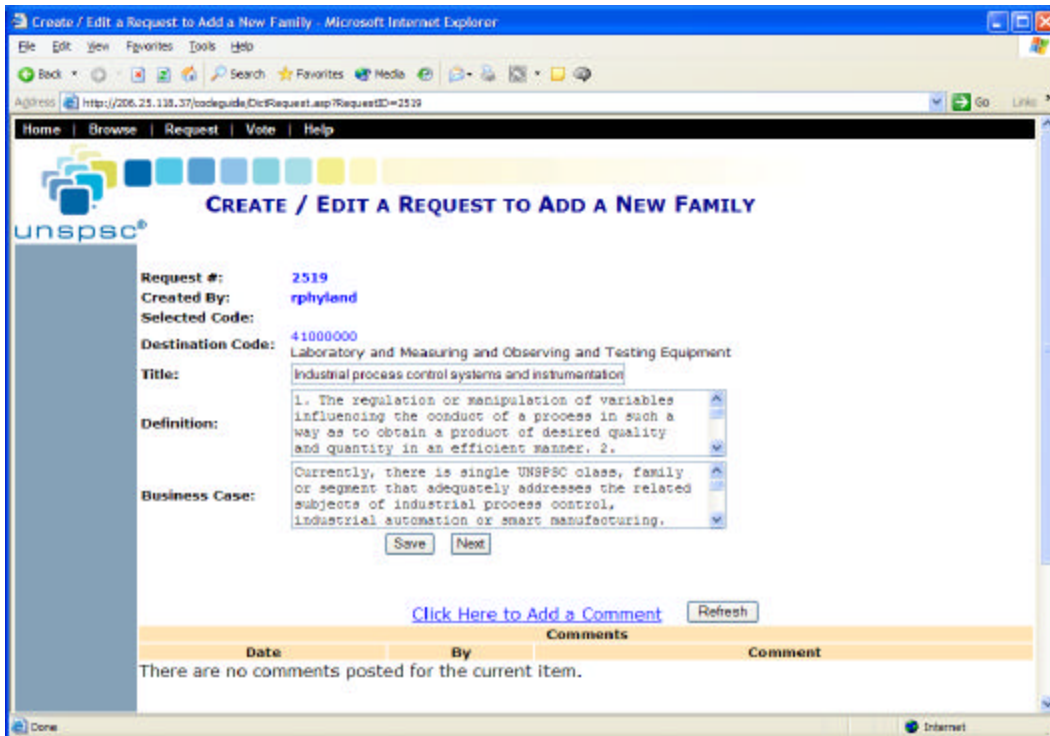 Create / Edit a Request to Add a New Family - Microsoft Internet Explorer
File Edit View Favorites Tools Help
Back Search Favorites Media
Address http://206.25.118.37/codeguide/DictRequest.asp?RequestID=2519 Go Links
Home | Browse | Request | Vote | Help
CREATE / EDIT A REQUEST TO ADD A NEW FAMILY
unspsc®
Request #: 2519
Created By: rphyland
Selected Code:
Destination Code: 41000000
Laboratory and Measuring and Observing and Testing Equipment
Title: Industrial process control systems and instrumentation
Definition: 1. The regulation or manipulation of variables
influencing the conduct of a process in such a
way as to obtain a product of desired quality
and quantity in an efficient manner. 2.
Business Case: Currently, there is single UNSPSC class, family
or segment that adequately addresses the related
subjects of industrial process control,
industrial automation or smart manufacturing.
Save Next
Click Here to Add a Comment Refresh
Comments
Date By Comment
There are no comments posted for the current item.
Done Internet